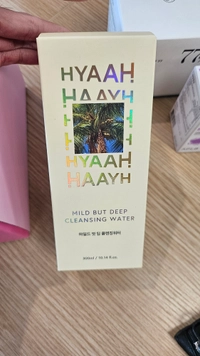 HYAAH
HAAYH
HYAAH
HAAYH
MILD BUT DEEP
CLEANSING WATER
마일드 벗 딥 클렌징워터
77